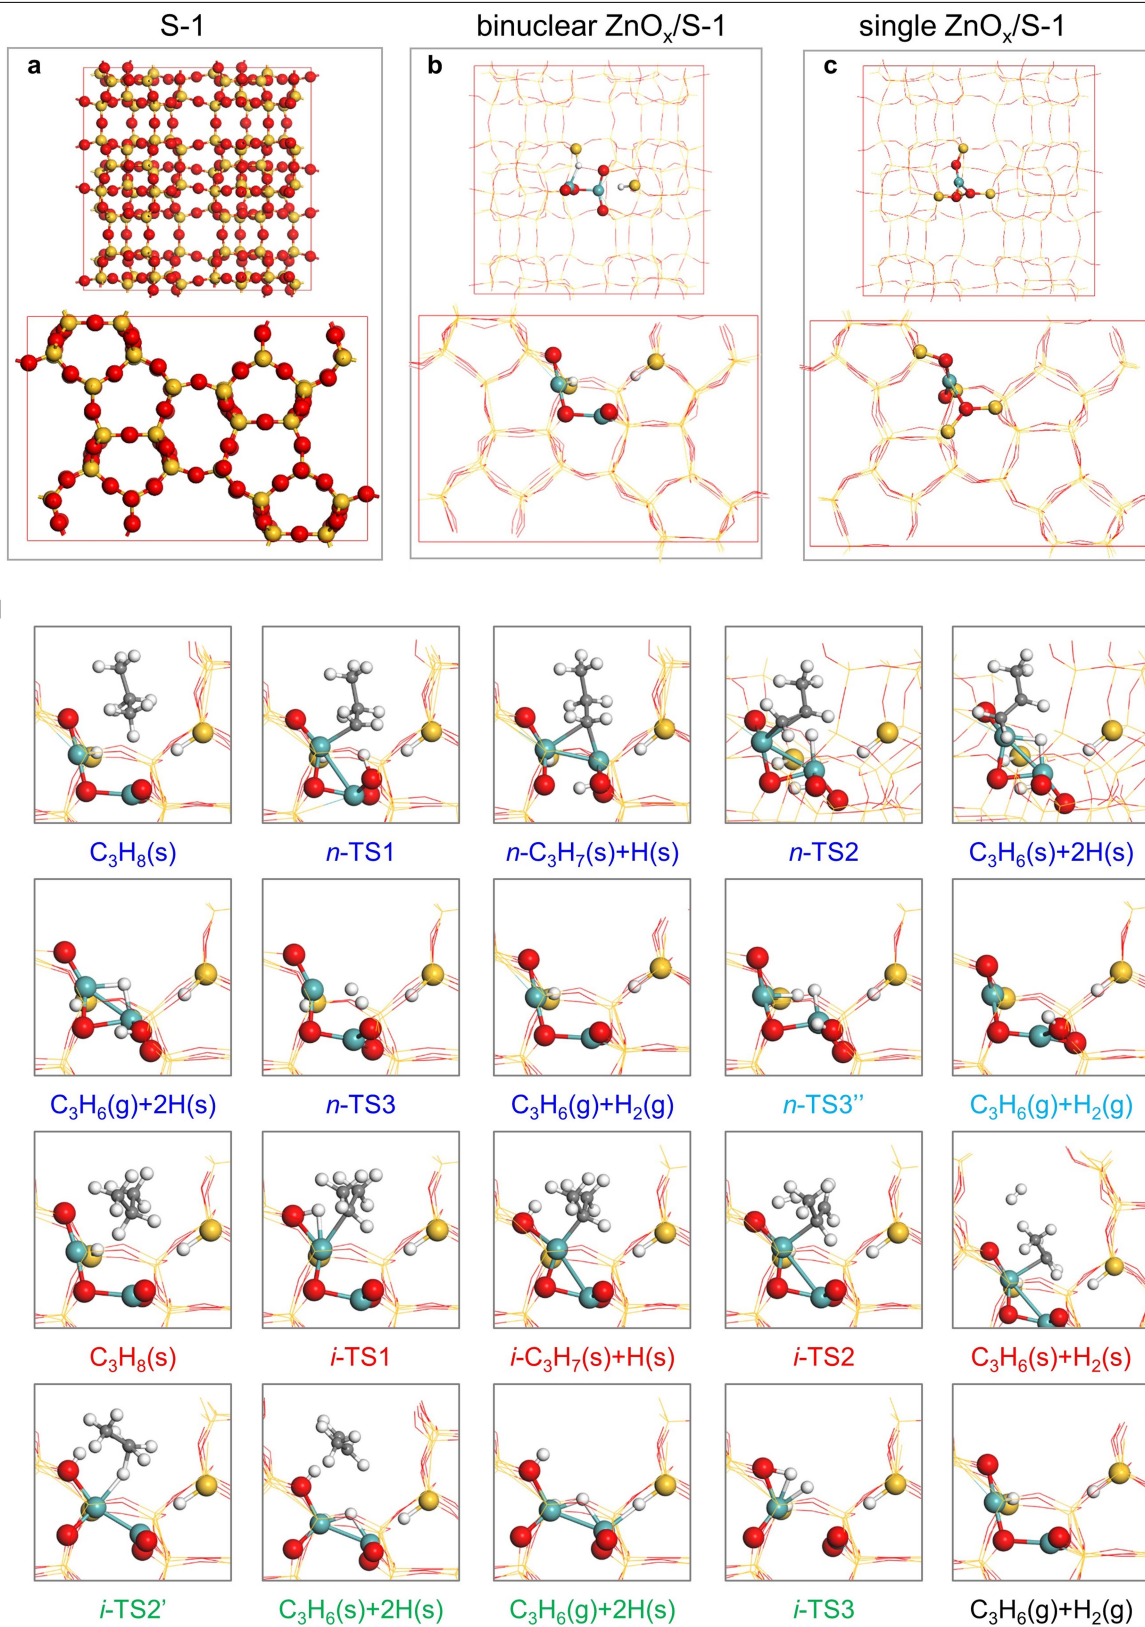 S-1
binuclear ZnOₓ/S-1
single ZnOₓ/S-1
a
b
c
C₃H₈(s)
n-TS1
n-C₃H₇(s)+H(s)
n-TS2
C₃H₆(s)+2H(s)
C₃H₆(g)+2H(s)
n-TS3
C₃H₆(g)+H₂(g)
n-TS3’’
C₃H₆(g)+H₂(g)
C₃H₈(s)
i-TS1
i-C₃H₇(s)+H(s)
i-TS2
C₃H₆(s)+H₂(s)
i-TS2’
C₃H₆(s)+2H(s)
C₃H₆(g)+2H(s)
i-TS3
C₃H₆(g)+H₂(g)